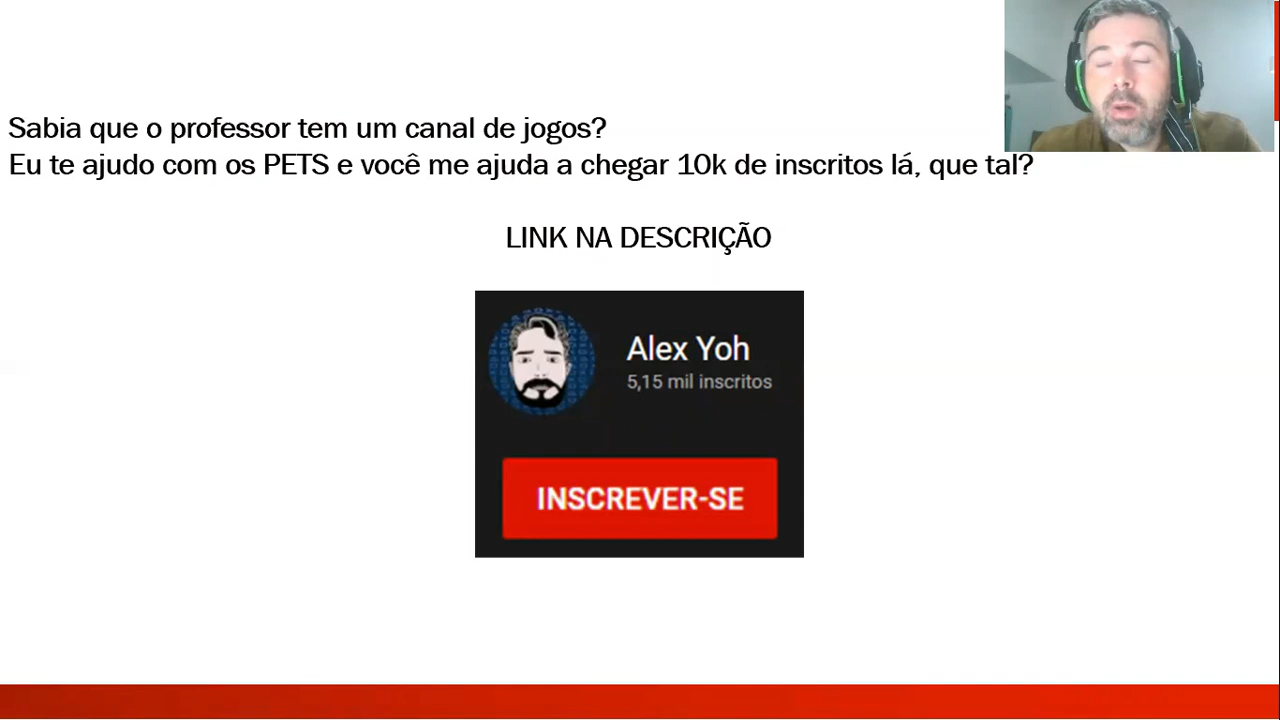 Sabia que o professor tem um canal de jogos?
Eu te ajudo com os PETS e você me ajuda a chegar 10k de inscritos lá, que tal?
LINK NA DESCRIÇÃO
Alex Yoh
5,15 mil inscritos
INSCREVER-SE